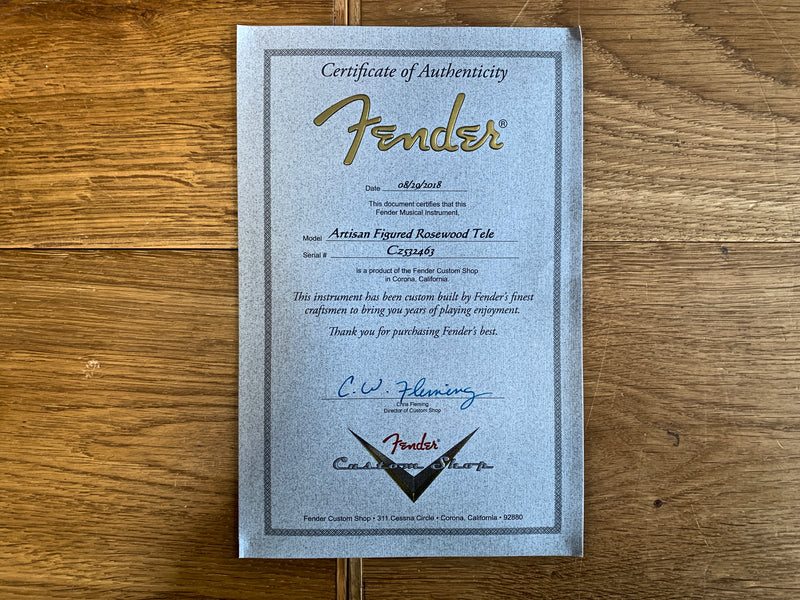 Certificate of Authenticity
Fender®
Date 08/29/2018
This document certifies that this
Fender Musical Instrument,
Model Artisan Figured Rosewood Tele
Serial # Cz532463
is a product of the Fender Custom Shop
in Corona, California.
This instrument has been custom built by Fender's finest
craftsmen to bring you years of playing enjoyment.
Thank you for purchasing Fender's best.
C. W. Fleming
Chris Fleming
Director of Custom Shop
Fender®
Custom Shop
Fender Custom Shop • 311 Cessna Circle • Corona, California • 92880